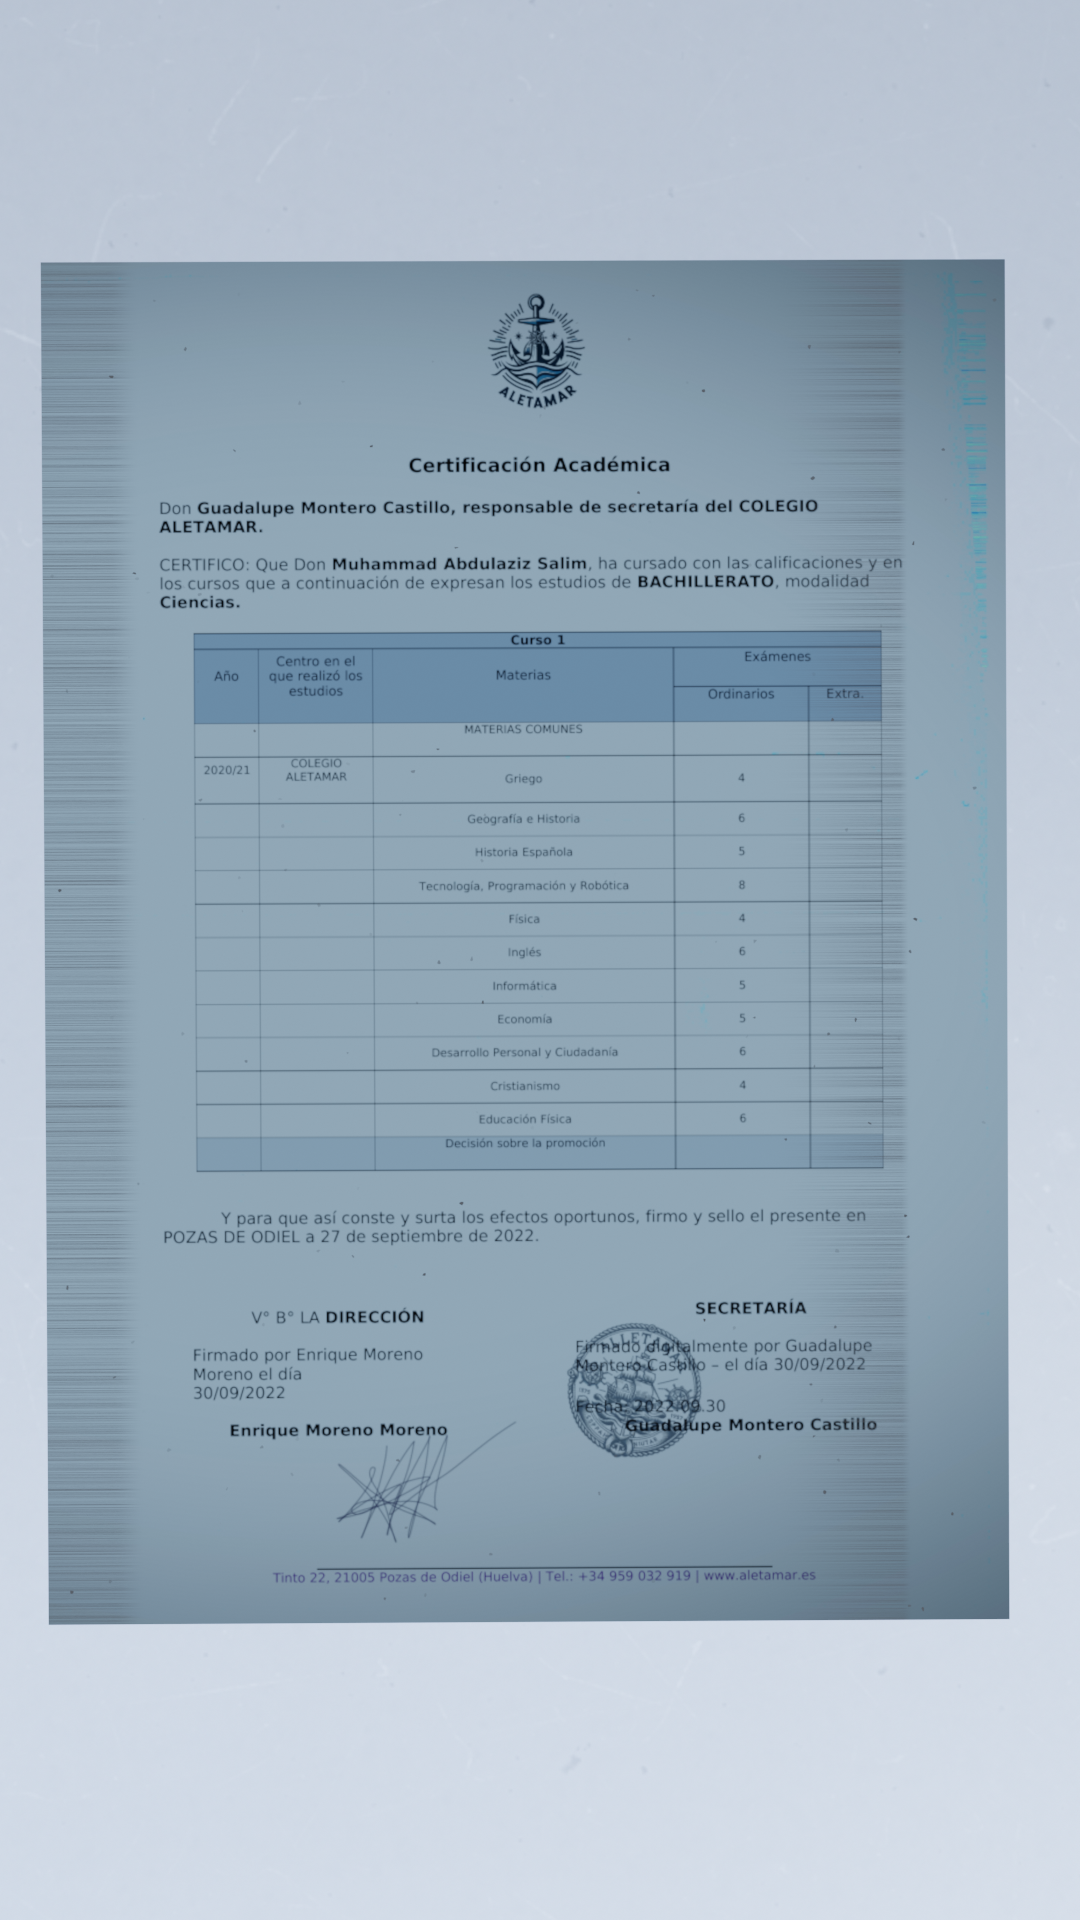 ALETAMAR
Certificación Académica
Don Guadalupe Montero Castillo, responsable de secretaría del COLEGIO
ALETAMAR.
CERTIFICO: Que Don Muhammad Abdulaziz Salim, ha cursado con las calificaciones y en
los cursos que a continuación de expresan los estudios de BACHILLERATO, modalidad
Ciencias.
Curso 1
Año
Centro en el
que realizó los
estudios
Materias
Exámenes
Ordinarios Extra.
MATERIAS COMUNES
2020/21
COLEGIO
ALETAMAR
Griego 4
Geografía e Historia 6
Historia Española 5
Tecnología, Programación y Robótica 8
Física 4
Inglés 6
Informática 5
Economía 5
Desarrollo Personal y Ciudadanía 6
Cristianismo 4
Educación Física 6
Decisión sobre la promoción
Y para que así conste y surta los efectos oportunos, firmo y sello el presente en
POZAS DE ODIEL a 27 de septiembre de 2022.
Vº Bº LA DIRECCIÓN
Firmado por Enrique Moreno
Moreno el día
30/09/2022
Enrique Moreno Moreno
SECRETARÍA
Firmado digitalmente por Guadalupe
Montero Castillo – el día 30/09/2022
Fecha: 2022.09.30
Guadalupe Montero Castillo
Tinto 22, 21005 Pozas de Odiel (Huelva) | Tel.: +34 959 032 919 | www.aletamar.es